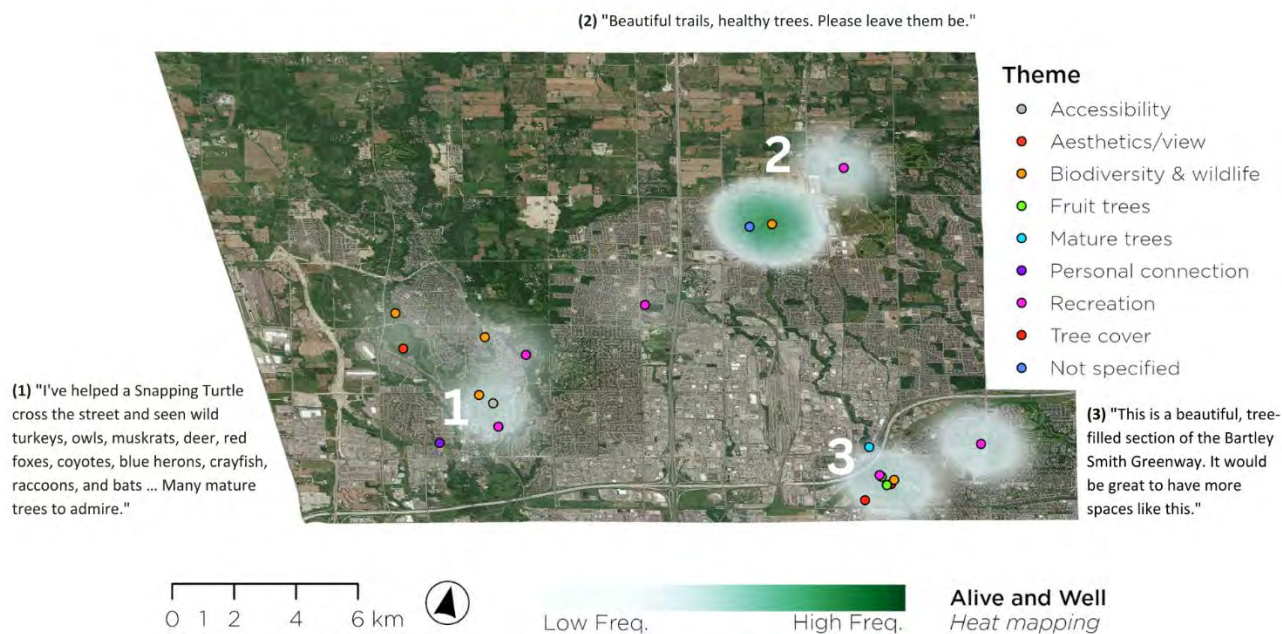 (2) "Beautiful trails, healthy trees. Please leave them be."
Theme
Accessibility
Aesthetics/view
Biodiversity & wildlife
Fruit trees
Mature trees
Personal connection
Recreation
Tree cover
Not specified
2
1
3
(1) "I've helped a Snapping Turtle
cross the street and seen wild
turkeys, owls, muskrats, deer, red
foxes, coyotes, blue herons, crayfish,
raccoons, and bats ... Many mature
trees to admire."
(3) "This is a beautiful, tree-
filled section of the Bartley
Smith Greenway. It would
be great to have more
spaces like this."
0 1 2 4 6 km
Low Freq. High Freq.
Alive and Well
Heat mapping